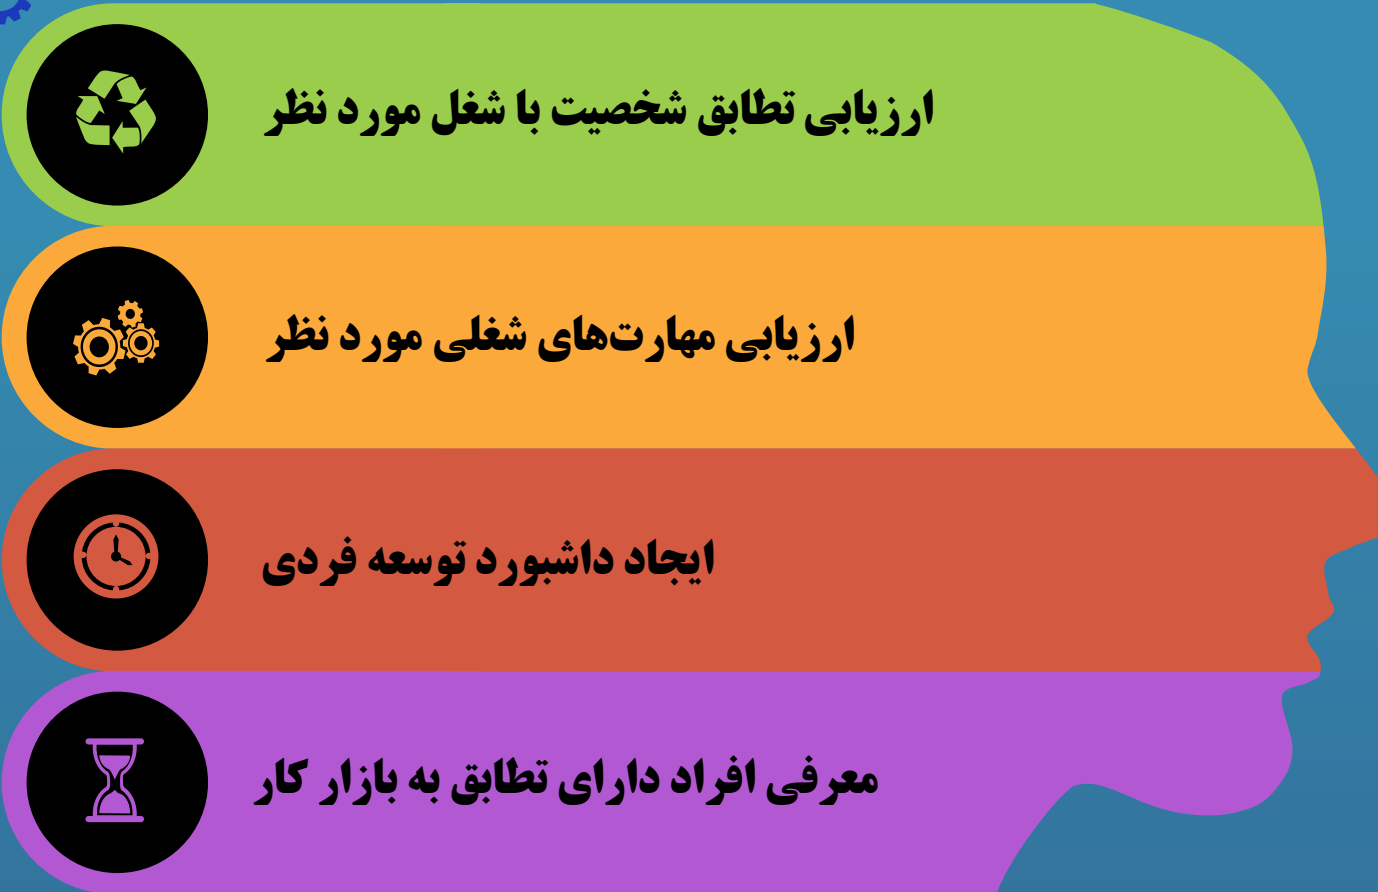 ارزیابی تطابق شخصیت با شغل مورد نظر
ارزیابی مهارت‌های شغلی مورد نظر
ایجاد داشبورد توسعه فردی
معرفی افراد دارای تطابق به بازار کار